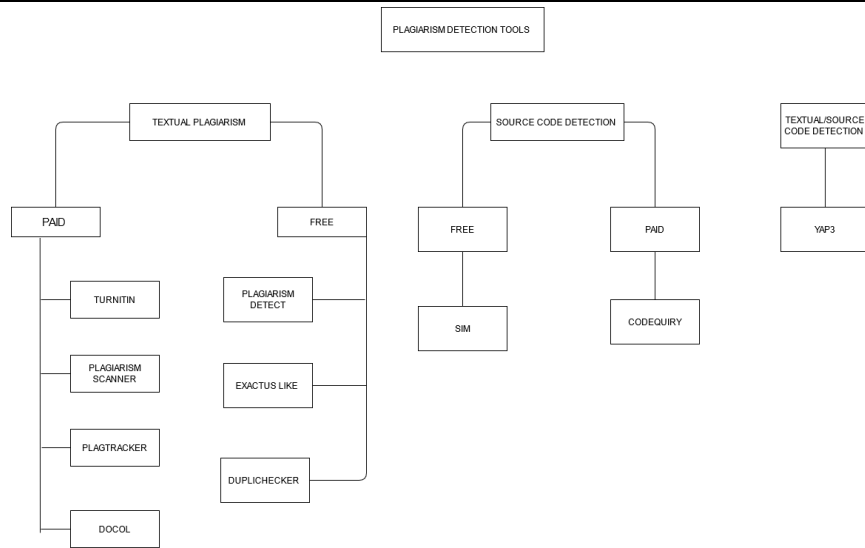 PLAGIARISM DETECTION TOOLS
TEXTUAL PLAGIARISM
SOURCE CODE DETECTION
TEXTUAL/SOURCE
CODE DETECTION
PAID
FREE
FREE
PAID
YAP3
TURNITIN
PLAGIARISM
DETECT
SIM
CODEQUIRY
PLAGIARISM
SCANNER
EXACTUS LIKE
PLAGTRACKER
DUPLICHECKER
DOCOL